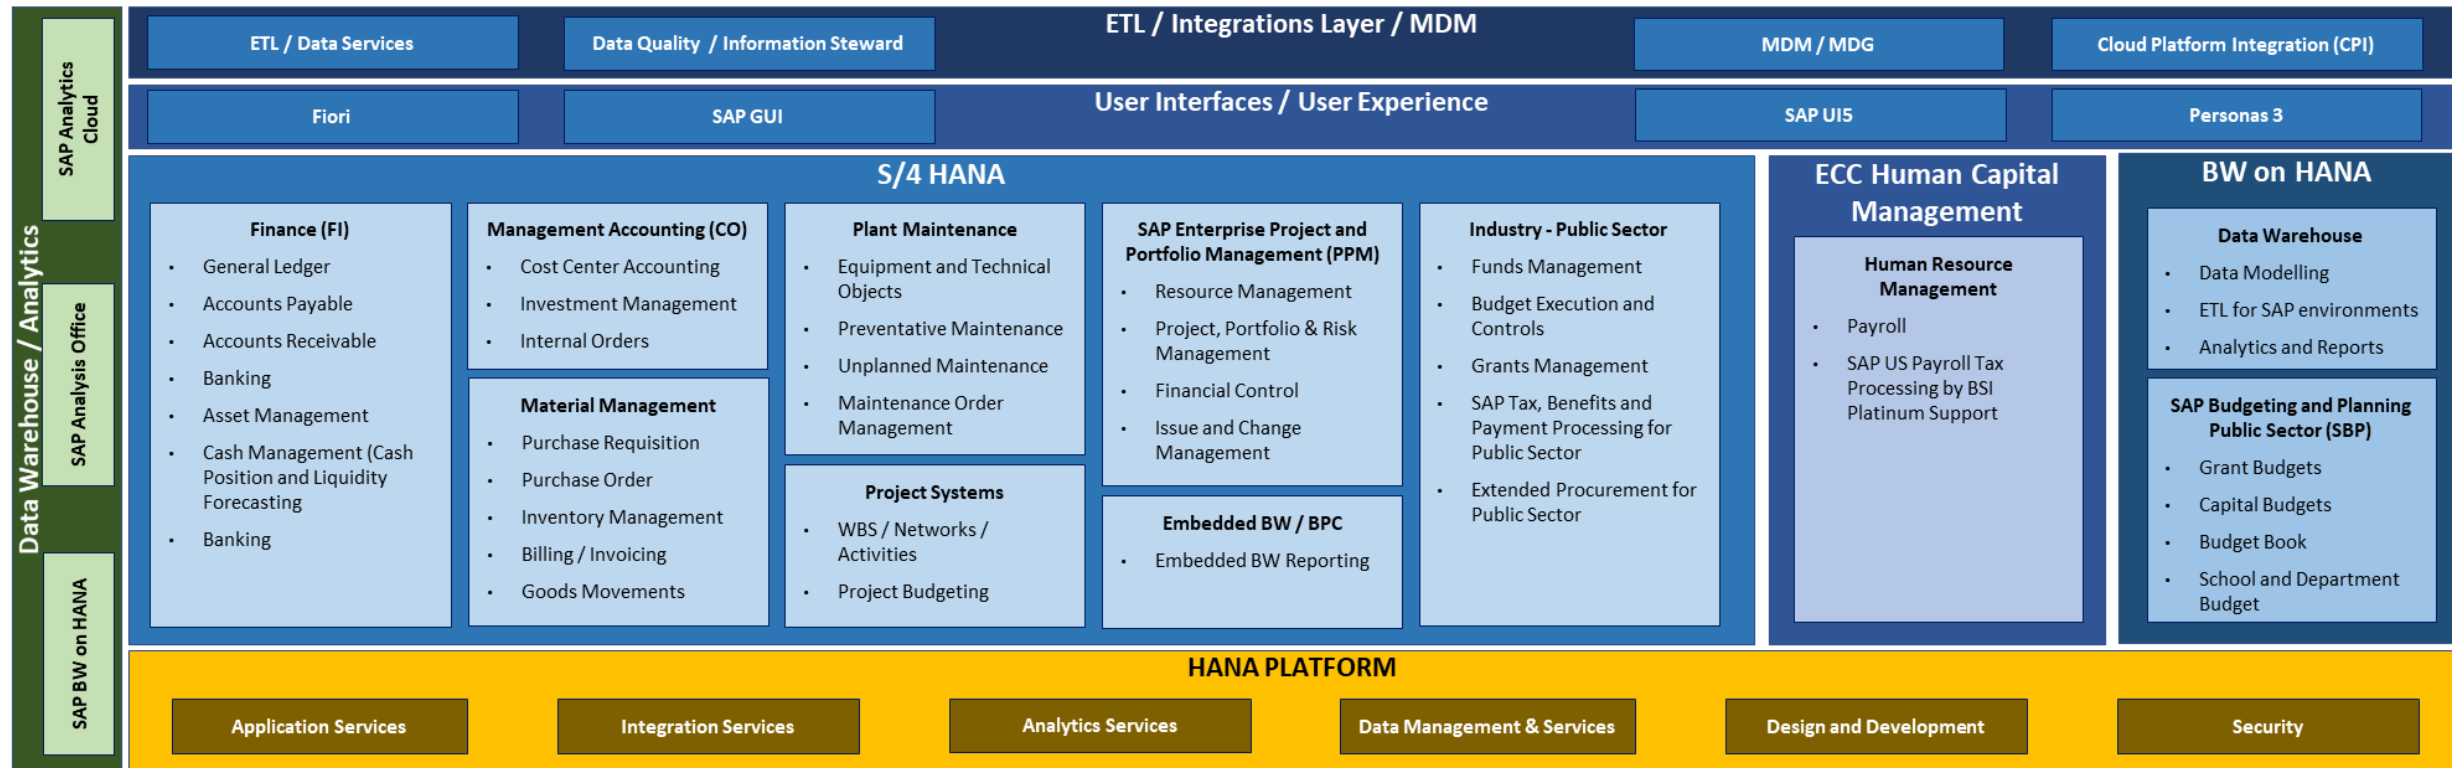 Data Warehouse / Analytics
SAP Analytics
Cloud
SAP Analysis Office
SAP BW on HANA
ETL / Integrations Layer / MDM
ETL / Data Services
Data Quality / Information Steward
MDM / MDG
Cloud Platform Integration (CPI)
User Interfaces / User Experience
Fiori
SAP GUI
SAP UI5
Personas 3
S/4 HANA
Finance (FI)
• General Ledger
• Accounts Payable
• Accounts Receivable
• Banking
• Asset Management
• Cash Management (Cash
Position and Liquidity
Forecasting
• Banking
Management Accounting (CO)
• Cost Center Accounting
• Investment Management
• Internal Orders
Material Management
• Purchase Requisition
• Purchase Order
• Inventory Management
• Billing / Invoicing
• Goods Movements
Plant Maintenance
• Equipment and Technical
Objects
• Preventative Maintenance
• Unplanned Maintenance
• Maintenance Order
Management
Project Systems
• WBS / Networks /
Activities
• Project Budgeting
SAP Enterprise Project and
Portfolio Management (PPM)
• Resource Management
• Project, Portfolio & Risk
Management
• Financial Control
• Issue and Change
Management
Embedded BW / BPC
• Embedded BW Reporting
Industry - Public Sector
• Funds Management
• Budget Execution and
Controls
• Grants Management
• SAP Tax, Benefits and
Payment Processing for
Public Sector
• Extended Procurement for
Public Sector
ECC Human Capital
Management
Human Resource
Management
• Payroll
• SAP US Payroll Tax
Processing by BSI
Platinum Support
BW on HANA
Data Warehouse
• Data Modelling
• ETL for SAP environments
• Analytics and Reports
SAP Budgeting and Planning
Public Sector (SBP)
• Grant Budgets
• Capital Budgets
• Budget Book
• School and Department
Budget
HANA PLATFORM
Application Services
Integration Services
Analytics Services
Data Management & Services
Design and Development
Security